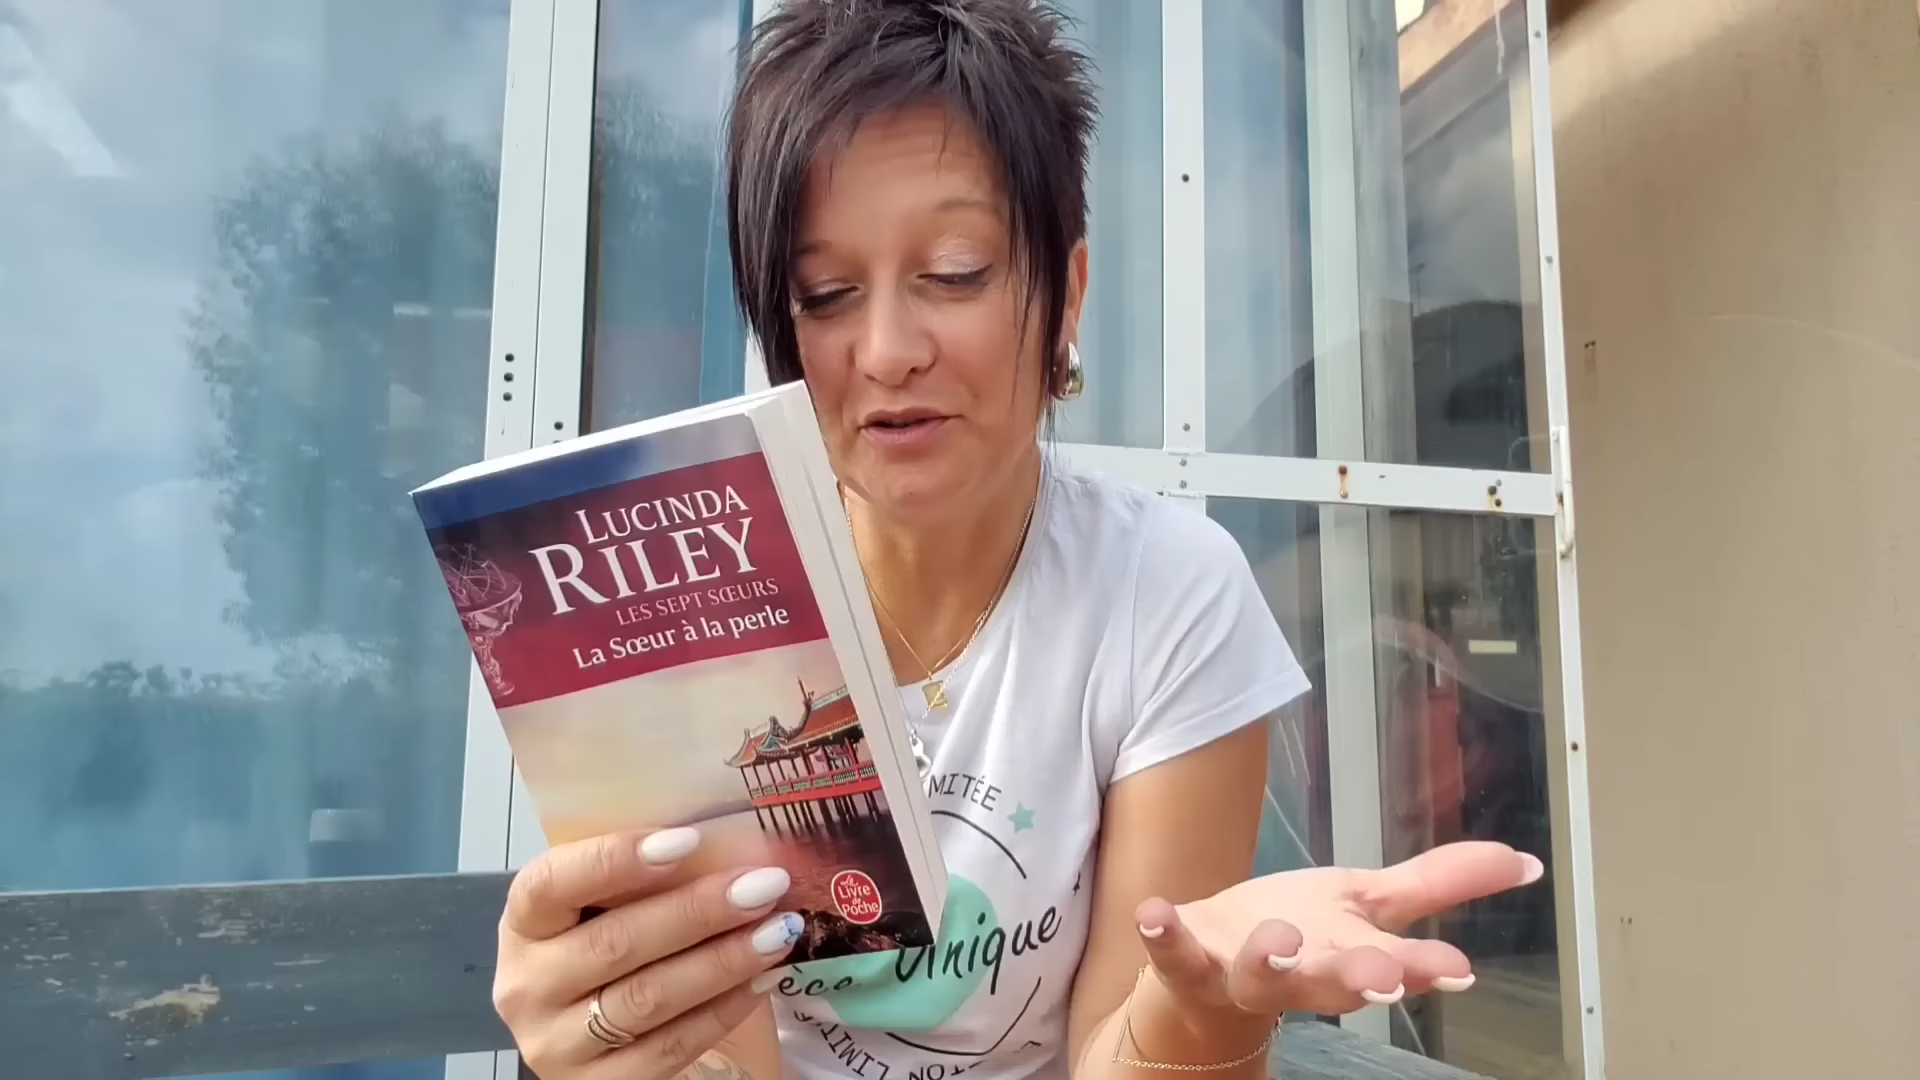 LUCINDA
RILEY
LES SEPT SŒURS
La Sœur à la perle
Le
Livre
de
Poche
MITÉE
Unique